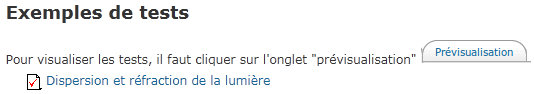 Exemples de tests
Pour visualiser les tests, il faut cliquer sur l'onglet "prévisualisation" Prévisualisation
Dispersion et réfraction de la lumière